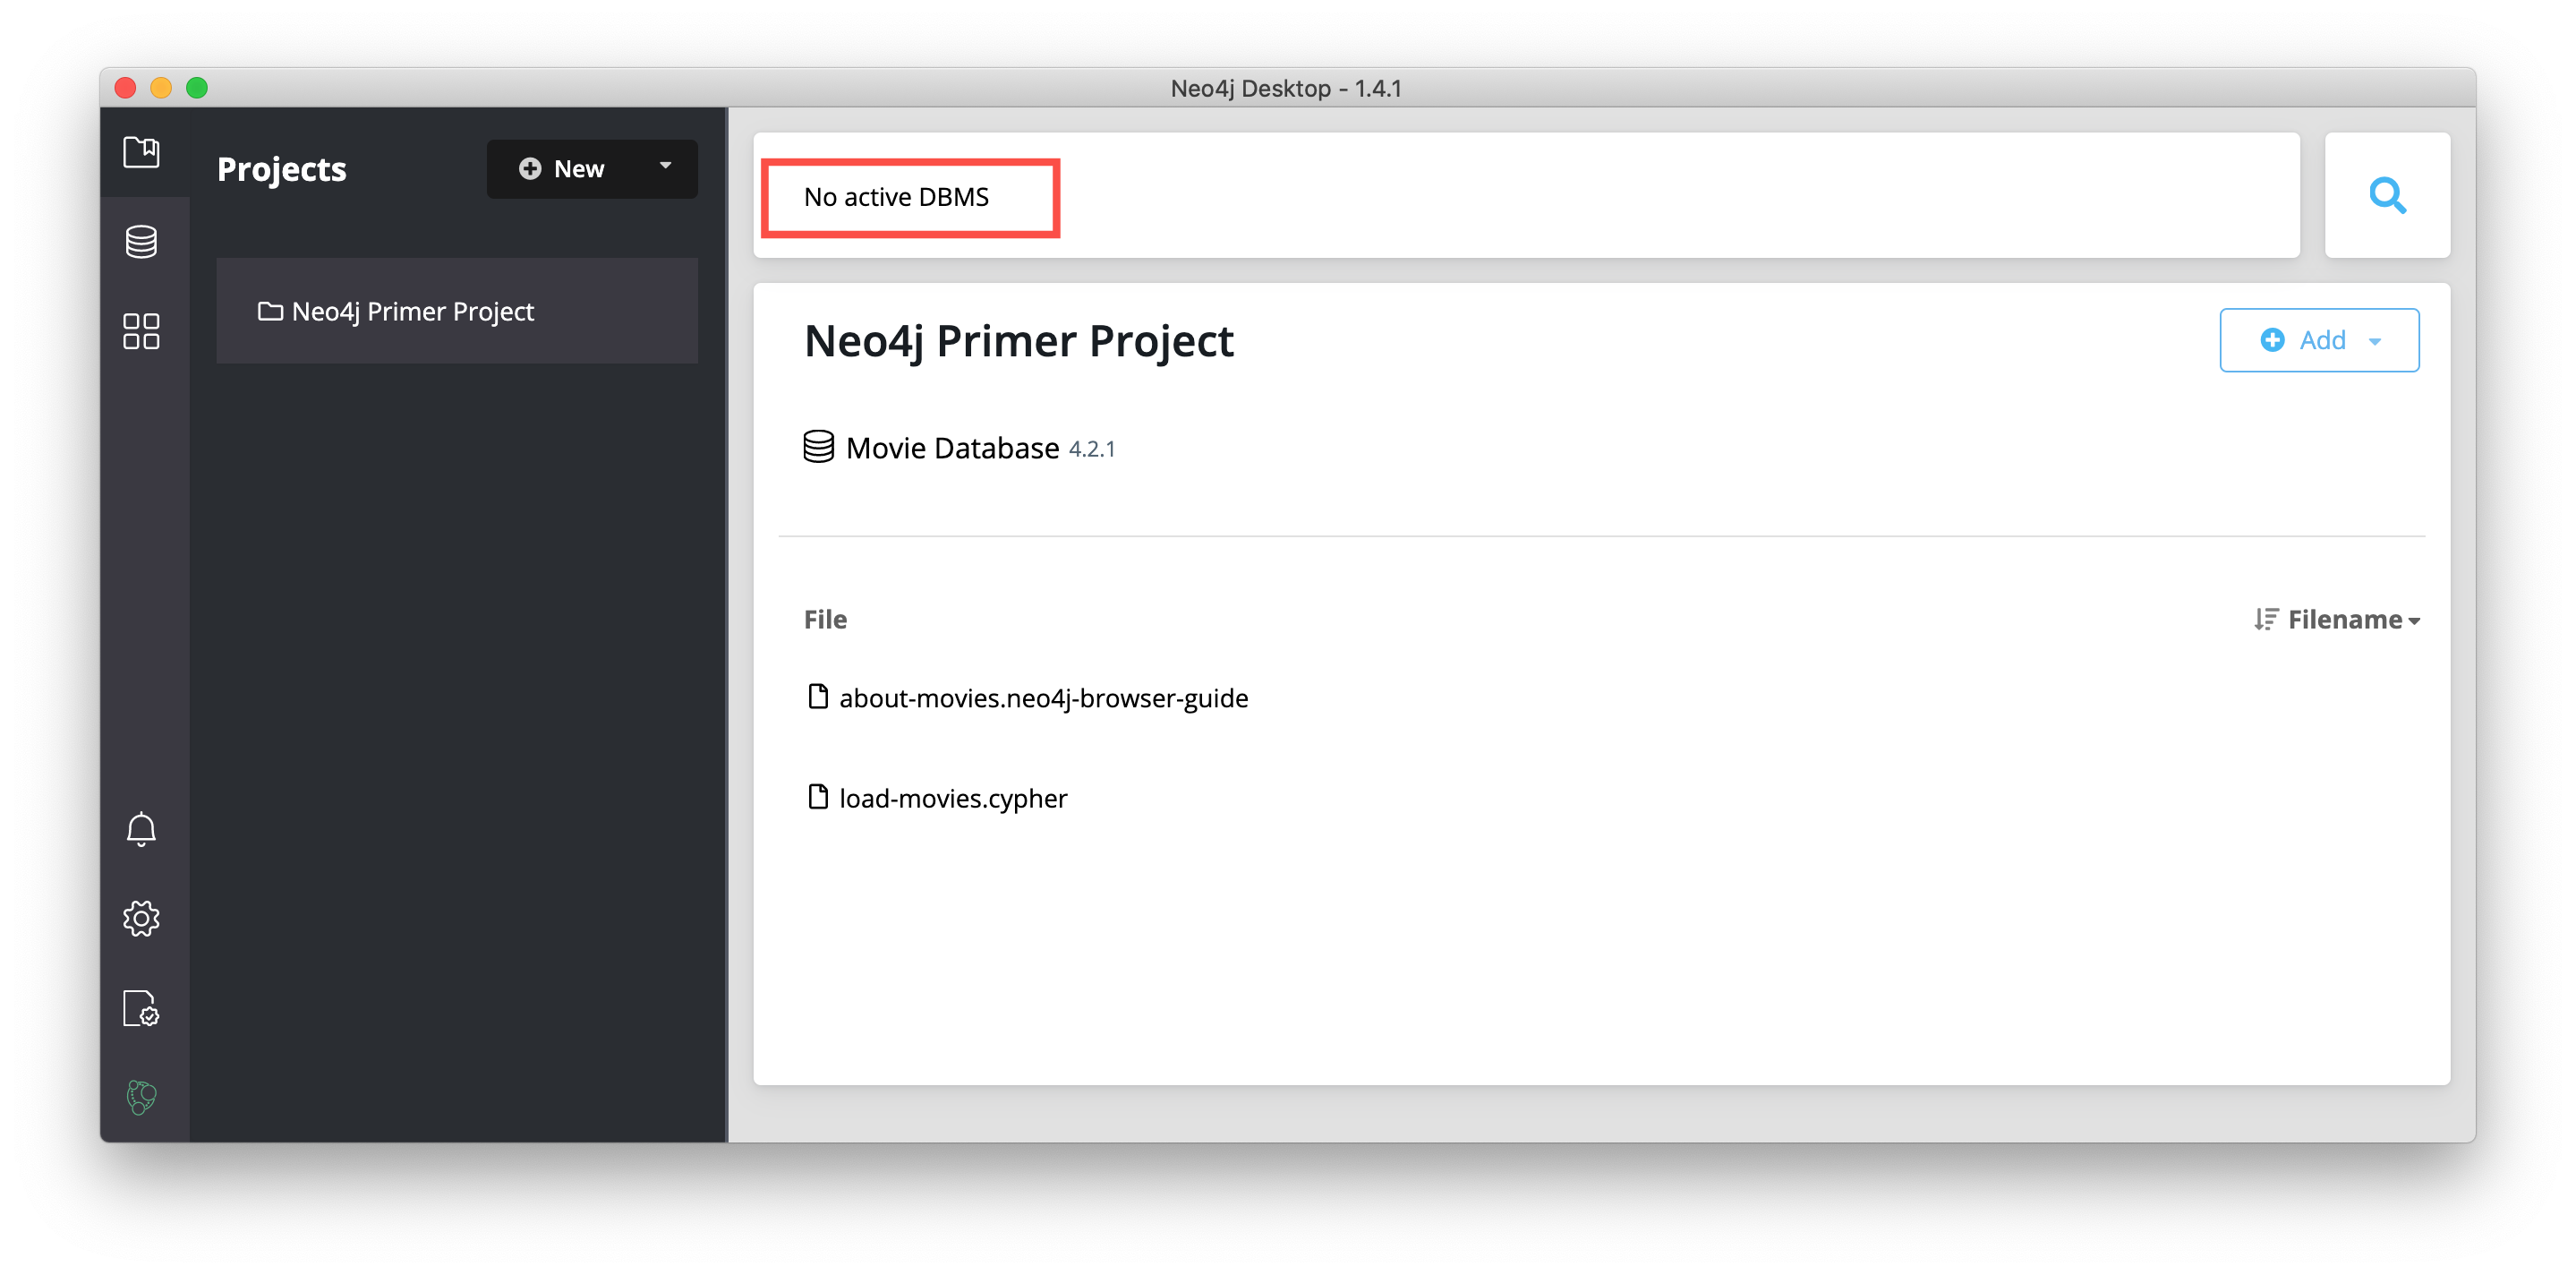 Neo4j Desktop - 1.4.1
Projects
New
Neo4j Primer Project
No active DBMS
Neo4j Primer Project
Add
Movie Database 4.2.1
File
Filename
about-movies.neo4j-browser-guide
load-movies.cypher